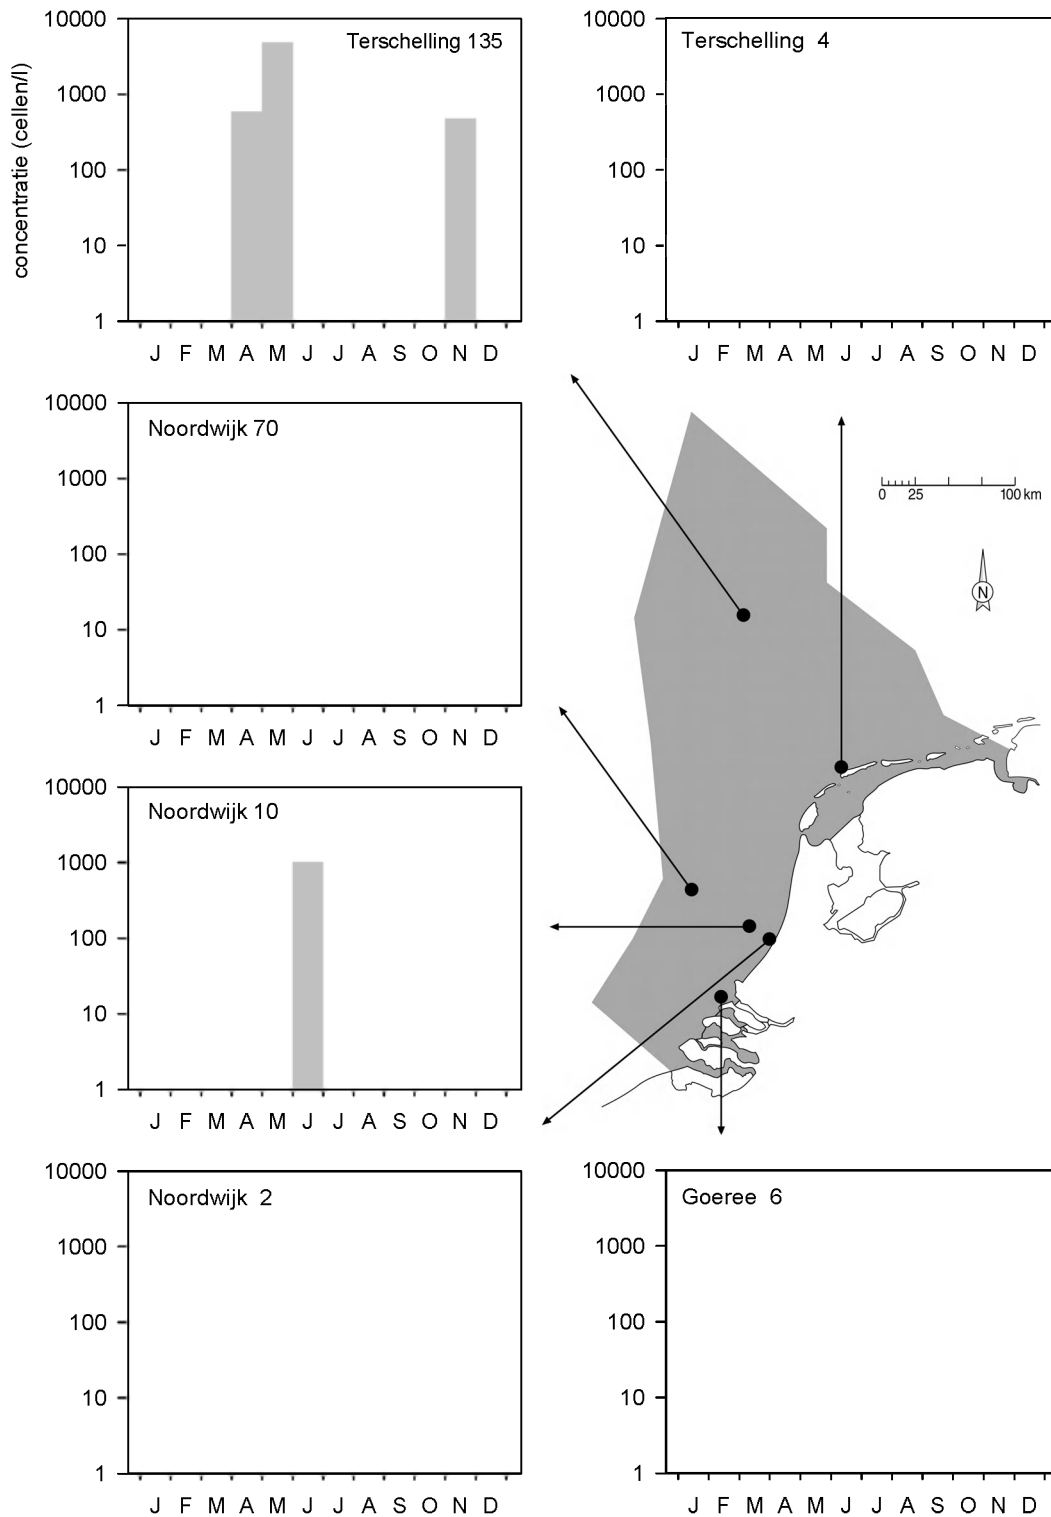 concentratie (cellen/l)
Terschelling 135
10000
1000
100
10
1
J F M A M J J A S O N D
Terschelling 4
10000
1000
100
10
1
J F M A M J J A S O N D
Noordwijk 70
10000
1000
100
10
1
J F M A M J J A S O N D
0 25 100 km
N
Noordwijk 10
10000
1000
100
10
1
J F M A M J J A S O N D
Noordwijk 2
10000
1000
100
10
1
J F M A M J J A S O N D
Goeree 6
10000
1000
100
10
1
J F M A M J J A S O N D